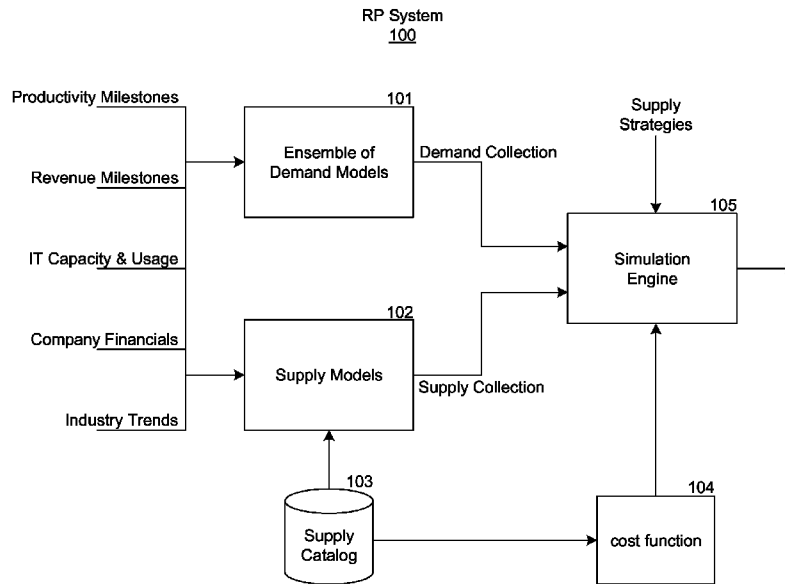 RP System
100
Productivity Milestones
Revenue Milestones
IT Capacity & Usage
Company Financials
Industry Trends
101
Ensemble of
Demand Models
Demand Collection
102
Supply Models
Supply Collection
103
Supply
Catalog
Supply
Strategies
105
Simulation
Engine
104
cost function